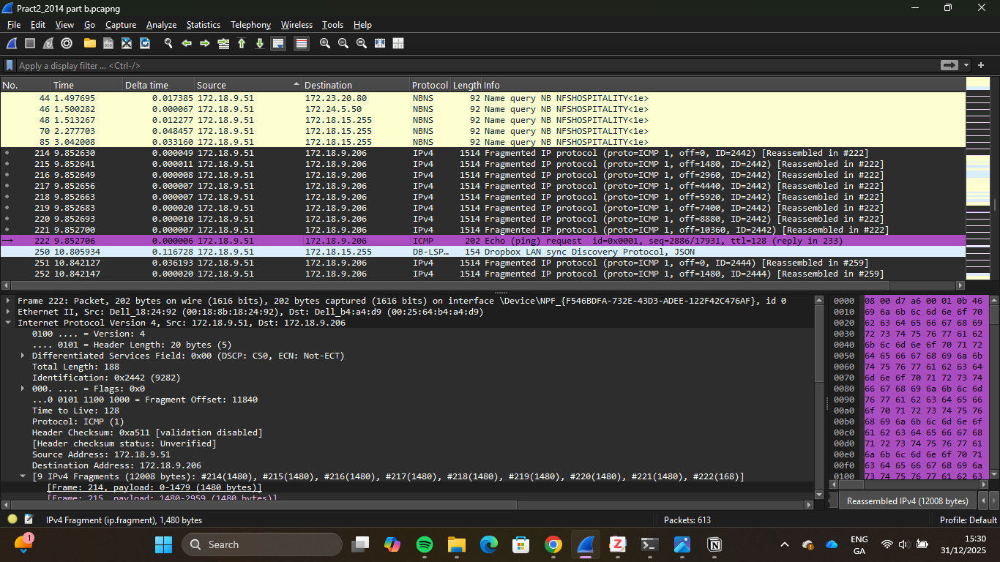 Pract2_2014 part b.pcapng
File Edit View Go Capture Analyze Statistics Telephony Wireless Tools Help
Apply a display filter … <Ctrl-/>
No. Time Delta time Source Destination Protocol Length Info
44 1.497695 0.017385 172.18.9.51 172.23.20.80 NBNS 92 Name query NB NFSHOSPITALITY<1e>
46 1.500282 0.000067 172.18.9.51 172.24.5.50 NBNS 92 Name query NB NFSHOSPITALITY<1e>
48 1.513267 0.012277 172.18.9.51 172.18.15.255 NBNS 92 Name query NB NFSHOSPITALITY<1e>
70 2.277703 0.048457 172.18.9.51 172.18.15.255 NBNS 92 Name query NB NFSHOSPITALITY<1e>
85 3.042008 0.033160 172.18.9.51 172.18.15.255 NBNS 92 Name query NB NFSHOSPITALITY<1e>
214 9.852630 0.000049 172.18.9.51 172.18.9.206 IPv4 1514 Fragmented IP protocol (proto=ICMP 1, off=0, ID=2442) [Reassembled in #222]
215 9.852641 0.000011 172.18.9.51 172.18.9.206 IPv4 1514 Fragmented IP protocol (proto=ICMP 1, off=1480, ID=2442) [Reassembled in #222]
216 9.852649 0.000008 172.18.9.51 172.18.9.206 IPv4 1514 Fragmented IP protocol (proto=ICMP 1, off=2960, ID=2442) [Reassembled in #222]
217 9.852656 0.000007 172.18.9.51 172.18.9.206 IPv4 1514 Fragmented IP protocol (proto=ICMP 1, off=4440, ID=2442) [Reassembled in #222]
218 9.852663 0.000007 172.18.9.51 172.18.9.206 IPv4 1514 Fragmented IP protocol (proto=ICMP 1, off=5920, ID=2442) [Reassembled in #222]
219 9.852683 0.000020 172.18.9.51 172.18.9.206 IPv4 1514 Fragmented IP protocol (proto=ICMP 1, off=7400, ID=2442) [Reassembled in #222]
220 9.852693 0.000010 172.18.9.51 172.18.9.206 IPv4 1514 Fragmented IP protocol (proto=ICMP 1, off=8880, ID=2442) [Reassembled in #222]
221 9.852700 0.000007 172.18.9.51 172.18.9.206 IPv4 1514 Fragmented IP protocol (proto=ICMP 1, off=10360, ID=2442) [Reassembled in #222]
222 9.852706 0.000006 172.18.9.51 172.18.9.206 ICMP 202 Echo (ping) request id=0x0001, seq=2886/17931, ttl=128 (reply in 233)
250 10.805934 0.116728 172.18.9.51 172.18.15.255 DB-LSP… 154 Dropbox LAN sync Discovery Protocol, JSON
251 10.842127 0.036193 172.18.9.51 172.18.9.206 IPv4 1514 Fragmented IP protocol (proto=ICMP 1, off=0, ID=2444) [Reassembled in #259]
252 10.842147 0.000020 172.18.9.51 172.18.9.206 IPv4 1514 Fragmented IP protocol (proto=ICMP 1, off=1480, ID=2444) [Reassembled in #259]
Frame 222: Packet, 202 bytes on wire (1616 bits), 202 bytes captured (1616 bits) on interface \Device\NPF_{F546BDFA-732E-43D3-ADEE-122F42C476AF}, id 0
Ethernet II, Src: Dell_18:24:92 (00:18:8b:18:24:92), Dst: Dell_b4:a4:d9 (00:25:64:b4:a4:d9)
Internet Protocol Version 4, Src: 172.18.9.51, Dst: 172.18.9.206
0100 .... = Version: 4
.... 0101 = Header Length: 20 bytes (5)
Differentiated Services Field: 0x00 (DSCP: CS0, ECN: Not-ECT)
Total Length: 188
Identification: 0x2442 (9282)
000. .... = Flags: 0x0
...0 0101 1100 1000 = Fragment Offset: 11840
Time to Live: 128
Protocol: ICMP (1)
Header Checksum: 0xa511 [validation disabled]
[Header checksum status: Unverified]
Source Address: 172.18.9.51
Destination Address: 172.18.9.206
[9 IPv4 Fragments (12008 bytes): #214(1480), #215(1480), #216(1480), #217(1480), #218(1480), #219(1480), #220(1480), #221(1480), #222(168)]
[Frame: 214, payload: 0-1479 (1480 bytes)]
[Frame: 215, payload: 1480-2959 (1480 bytes)]
0000 08 00 d7 a6 00 01 0b 46
0010 69 6a 6b 6c 6d 6e 6f 70
0020 62 63 64 65 66 67 68 69
0030 72 73 74 75 76 77 61 62
0040 6b 6c 6d 6e 6f 70 71 72
0050 64 65 66 67 68 69 6a 6b
0060 74 75 76 77 61 62 63 64
0070 6d 6e 6f 70 71 72 73 74
0080 66 67 68 69 6a 6b 6c 6d
0090 76 77 61 62 63 64 65 66
00a0 6f 70 71 72 73 74 75 76
00b0 68 69 6a 6b 6c 6d 6e 6f
00c0 61 62 63 64 65 66 67 68
00d0 71 72 73 74 75 76 77 61
00e0 6a 6b 6c 6d 6e 6f 70 71
00f0 63 64 65 66 67 68 69 6a
0100 73 74 75 76 77 61 62 63
Reassembled IPv4 (12008 bytes)
IPv4 Fragment (ip.fragment), 1,480 bytes
Packets: 613
Profile: Default
1
Search
ENG
GA
15:30
31/12/2025